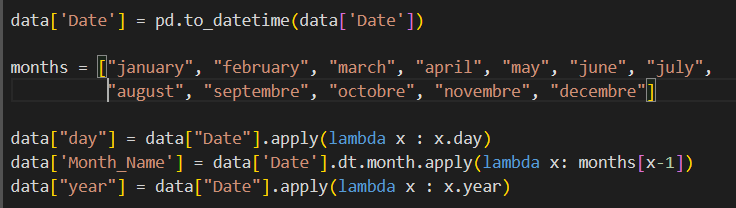 data['Date'] = pd.to_datetime(data['Date'])
months = ["january", "february", "march", "april", "may", "june", "july",
"august", "septembre", "octobre", "novembre", "decembre"]
data["day"] = data["Date"].apply(lambda x : x.day)
data['Month_Name'] = data['Date'].dt.month.apply(lambda x: months[x-1])
data["year"] = data["Date"].apply(lambda x : x.year)